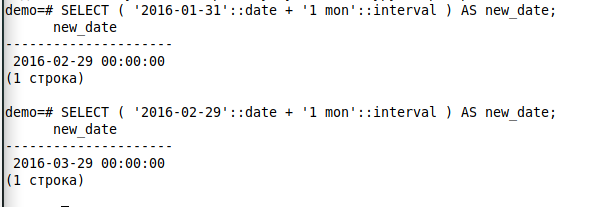 demo=# SELECT ( '2016-01-31'::date + '1 mon'::interval ) AS new_date;
new_date
---------------------
2016-02-29 00:00:00
(1 строка)
demo=# SELECT ( '2016-02-29'::date + '1 mon'::interval ) AS new_date;
new_date
---------------------
2016-03-29 00:00:00
(1 строка)